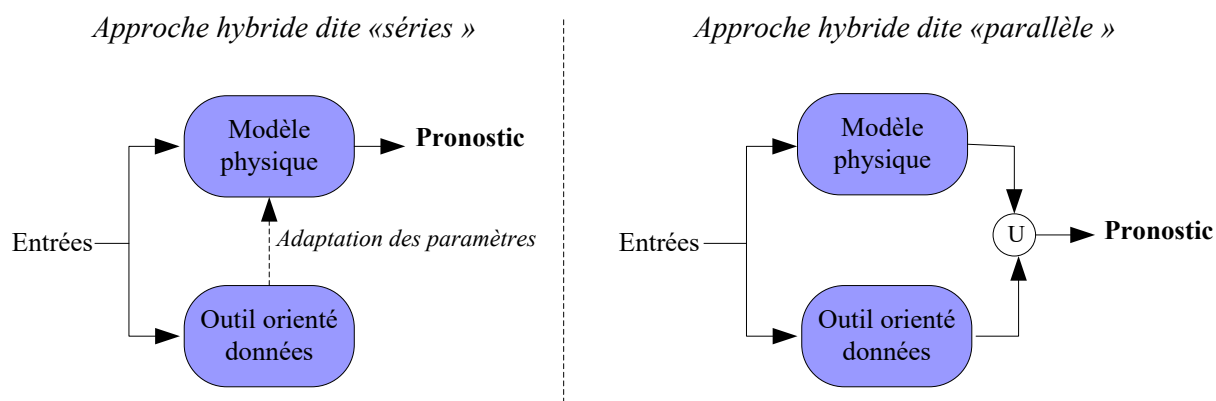 Approche hybride dite «séries »
Modèle
physique
Pronostic
Entrées
Adaptation des paramètres
Outil orienté
données
Approche hybride dite «parallèle »
Modèle
physique
Entrées
U
Pronostic
Outil orienté
données